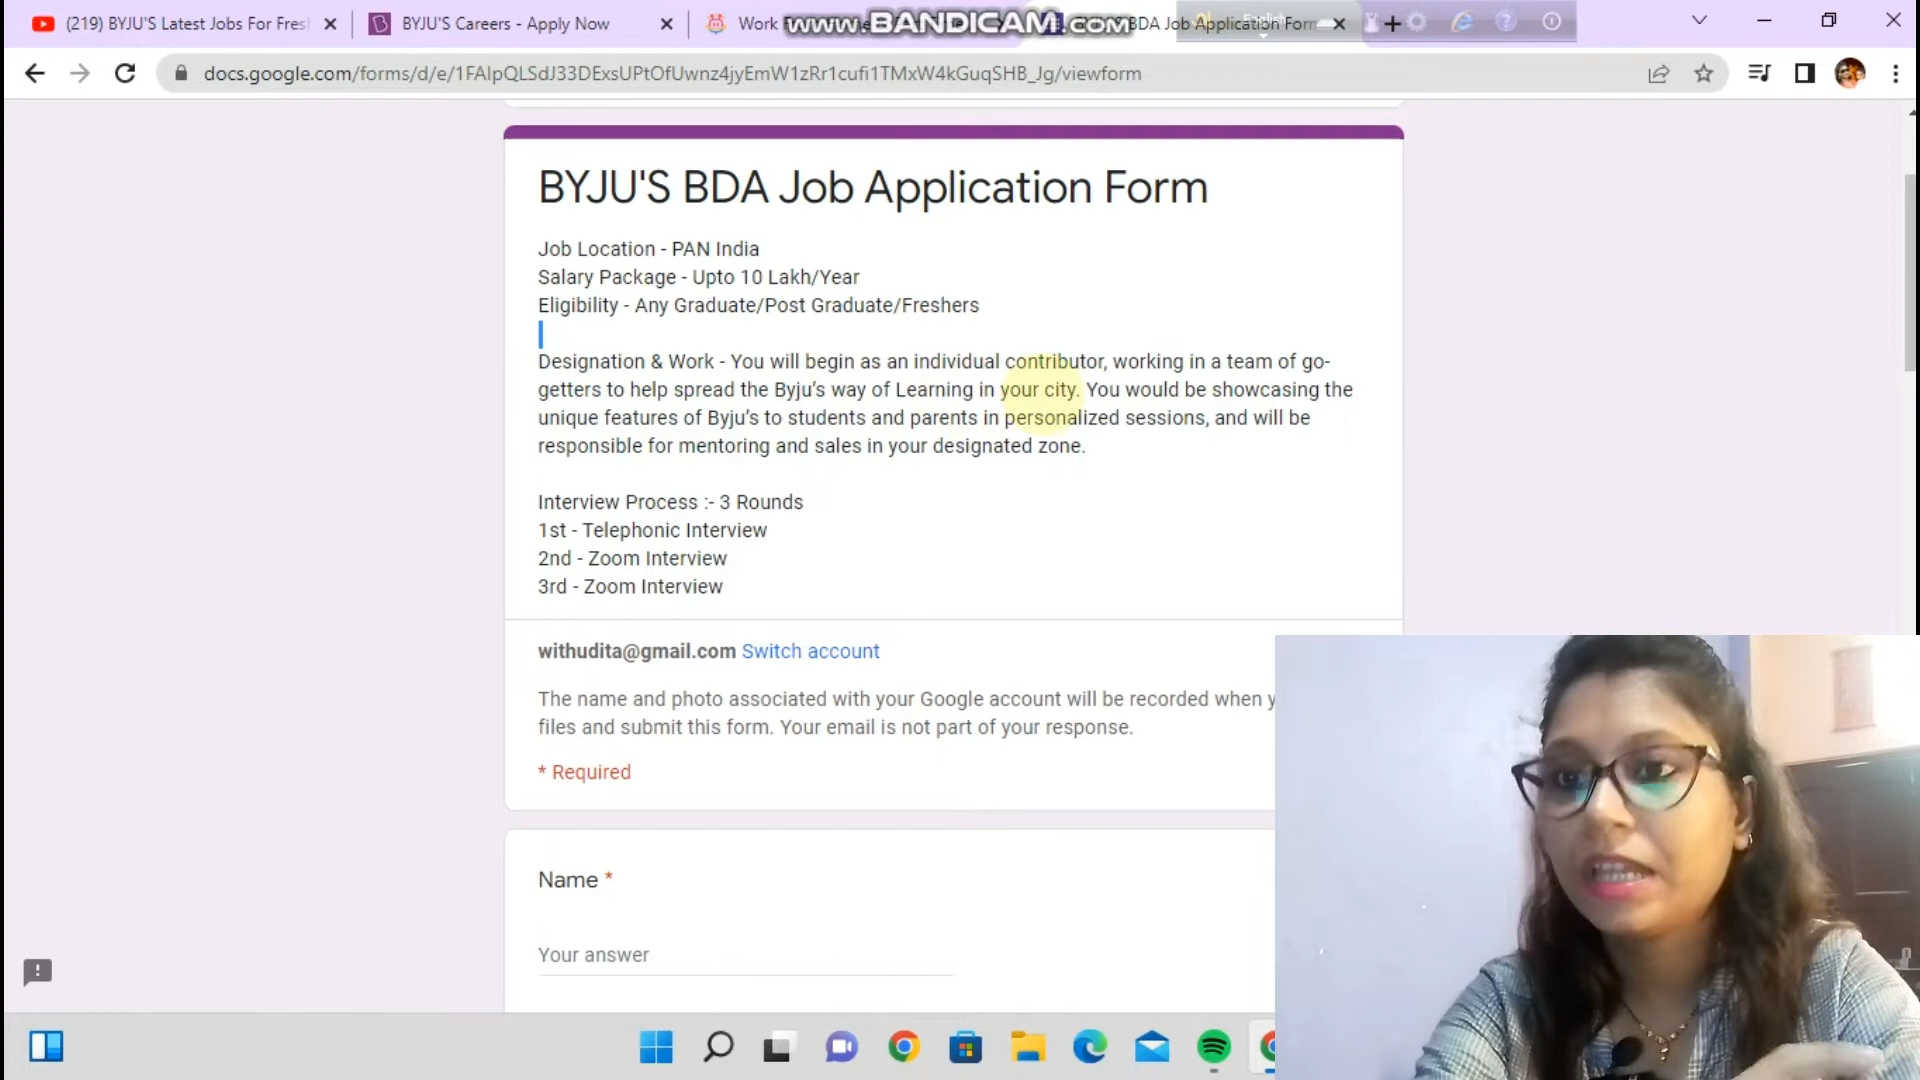 (219) BYJU'S Latest Jobs For Fres
BYJU'S Careers - Apply Now
Work
www.BANDICAM.com
BDA Job Application Form
docs.google.com/forms/d/e/1FAIpQLSdJ33DExsUPtOfUwnz4jyEmW1zRr1cufi1TMxW4kGuqSHB_Jg/viewform
BYJU'S BDA Job Application Form
Job Location - PAN India
Salary Package - Upto 10 Lakh/Year
Eligibility - Any Graduate/Post Graduate/Freshers
Designation & Work - You will begin as an individual contributor, working in a team of go-
getters to help spread the Byju’s way of Learning in your city. You would be showcasing the
unique features of Byju’s to students and parents in personalized sessions, and will be
responsible for mentoring and sales in your designated zone.
Interview Process :- 3 Rounds
1st - Telephonic Interview
2nd - Zoom Interview
3rd - Zoom Interview
withudita@gmail.com Switch account
The name and photo associated with your Google account will be recorded when y
files and submit this form. Your email is not part of your response.
* Required
Name *
Your answer